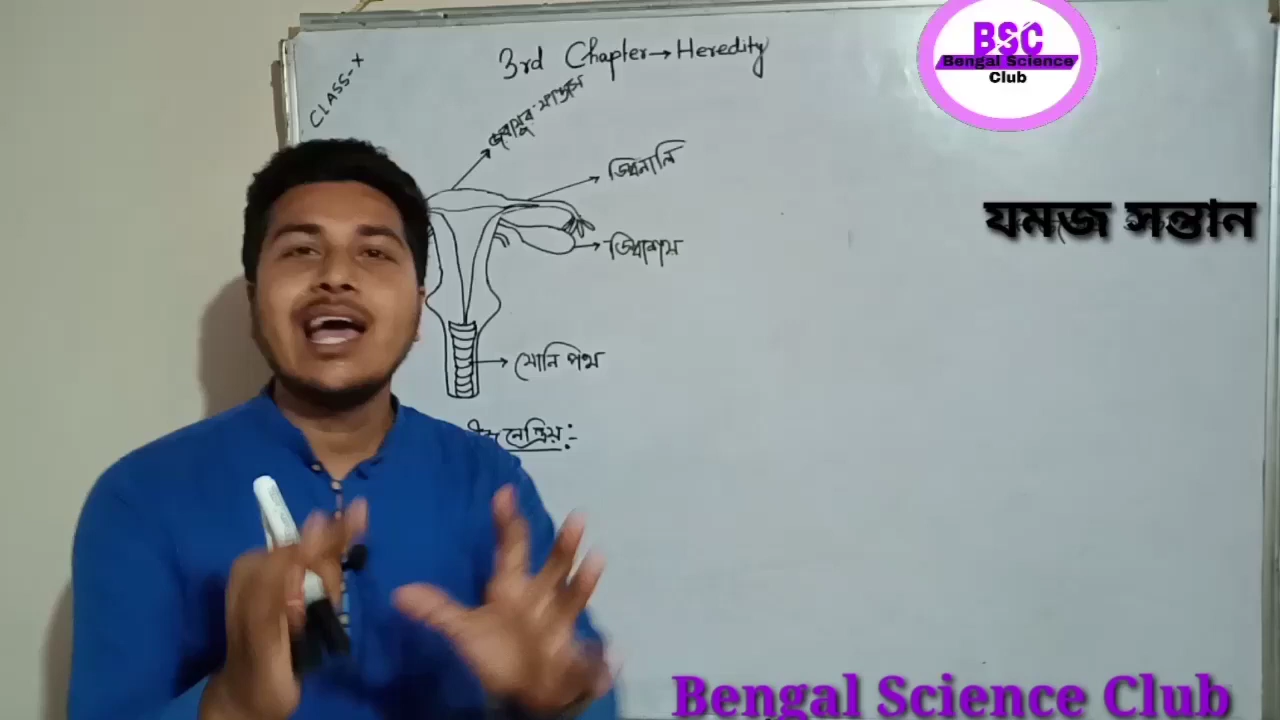 CLASS-X
3rd Chapter→Heredity
BSC
Bengal Science
Club
জরায়ুর ফান্ডাস
ডিম্বনালি
যমজ সন্তান
ডিম্বাশয়
যোনি পথ
Bengal Science Club